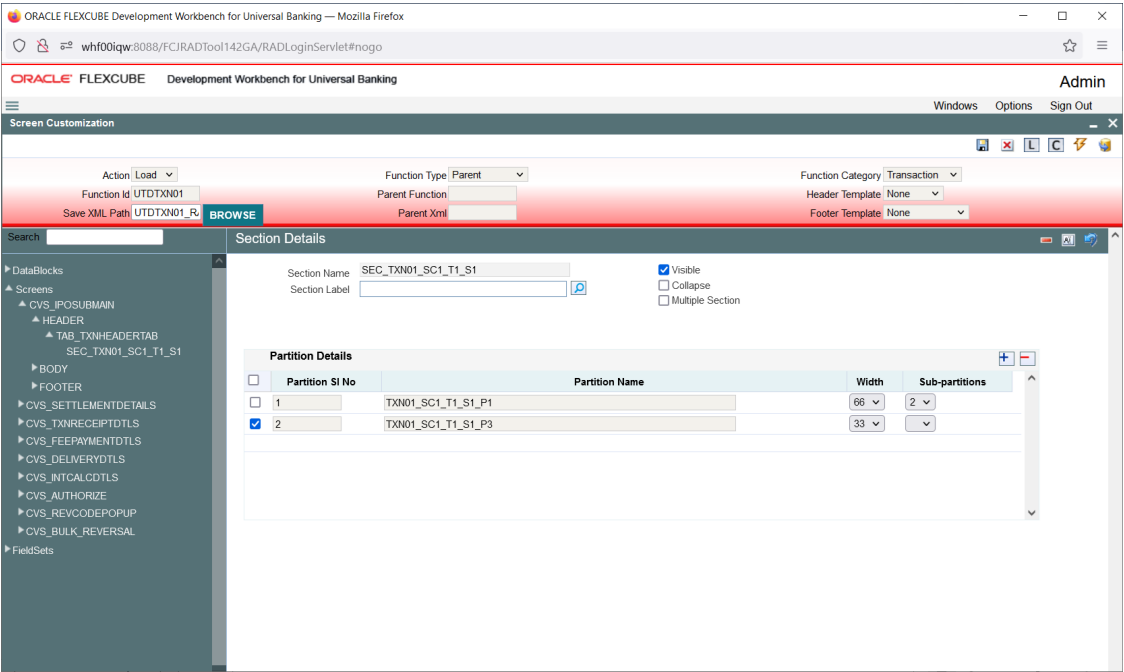 ORACLE FLEXCUBE Development Workbench for Universal Banking — Mozilla Firefox
whf00iqw:8088/FCJRADTool142GA/RADLoginServlet#nogo
ORACLE FLEXCUBE Development Workbench for Universal Banking
Admin
Windows Options Sign Out
Screen Customization
L C
Action Load Function Type Parent Function Category Transaction
Function Id UTDTXN01 Parent Function Header Template None
Save XML Path UTDTXN01_R BROWSE Parent Xml Footer Template None
Search
Section Details
DataBlocks
Screens
CVS_IPOSUBMAIN
HEADER
TAB_TXNHEADERTAB
SEC_TXN01_SC1_T1_S1
BODY
FOOTER
CVS_SETTLEMENTDETAILS
CVS_TXNRECEIPTDTLS
CVS_FEEPAYMENTDTLS
CVS_DELIVERYDTLS
CVS_INTCALCDTLS
CVS_AUTHORIZE
CVS_REVCODEPOPUP
CVS_BULK_REVERSAL
FieldSets
Section Name SEC_TXN01_SC1_T1_S1 Visible
Section Label Collapse
Multiple Section
Partition Details
Partition Sl No Partition Name Width Sub-partitions
1 TXN01_SC1_T1_S1_P1 66 2
2 TXN01_SC1_T1_S1_P3 33